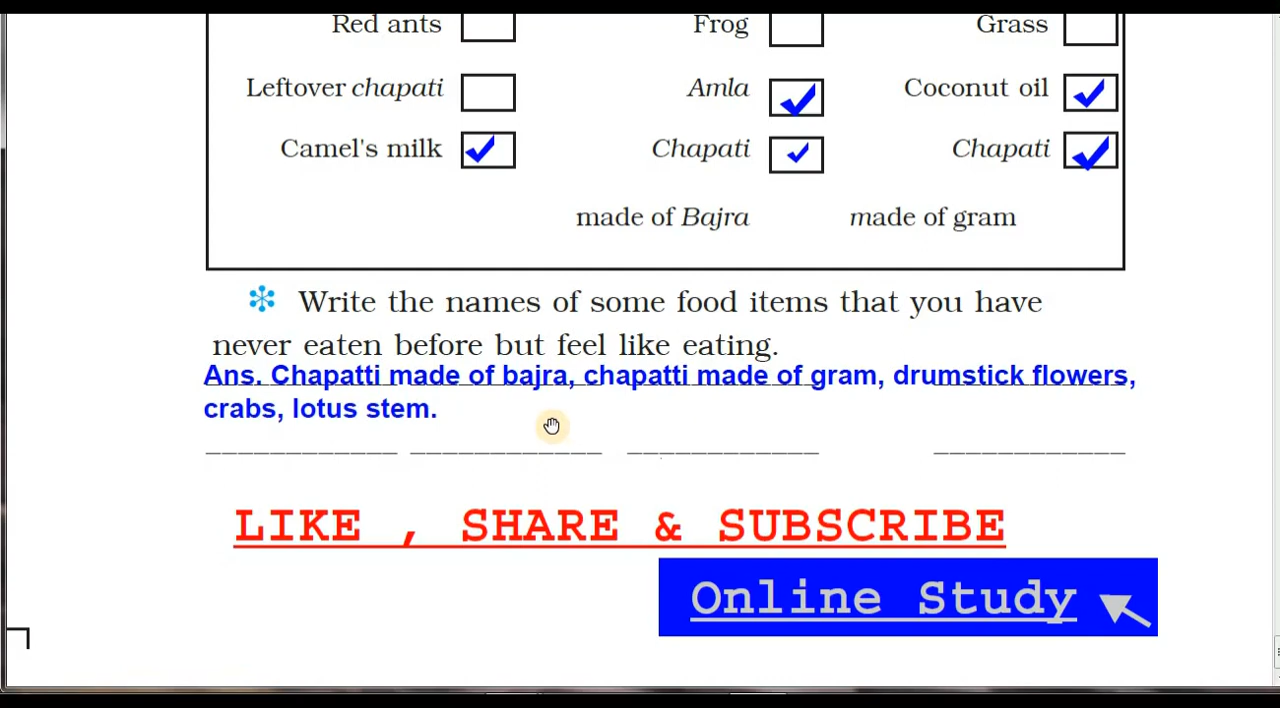 Red ants Frog Grass
Leftover chapati Amla Coconut oil
Camel's milk Chapati Chapati
made of Bajra made of gram
Write the names of some food items that you have
never eaten before but feel like eating.
Ans. Chapatti made of bajra, chapatti made of gram, drumstick flowers,
crabs, lotus stem.
LIKE , SHARE & SUBSCRIBE
Online Study